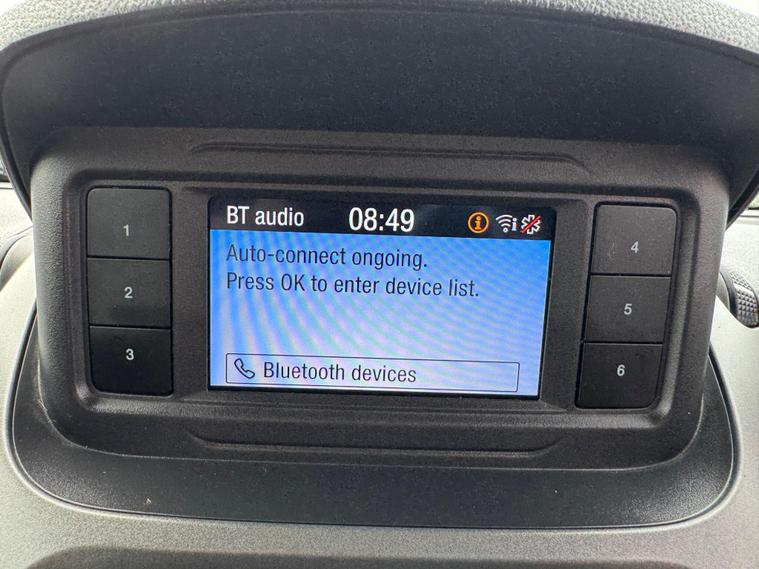 BT audio 08:49
Auto-connect ongoing.
Press OK to enter device list.
Bluetooth devices
1
2
3
4
5
6